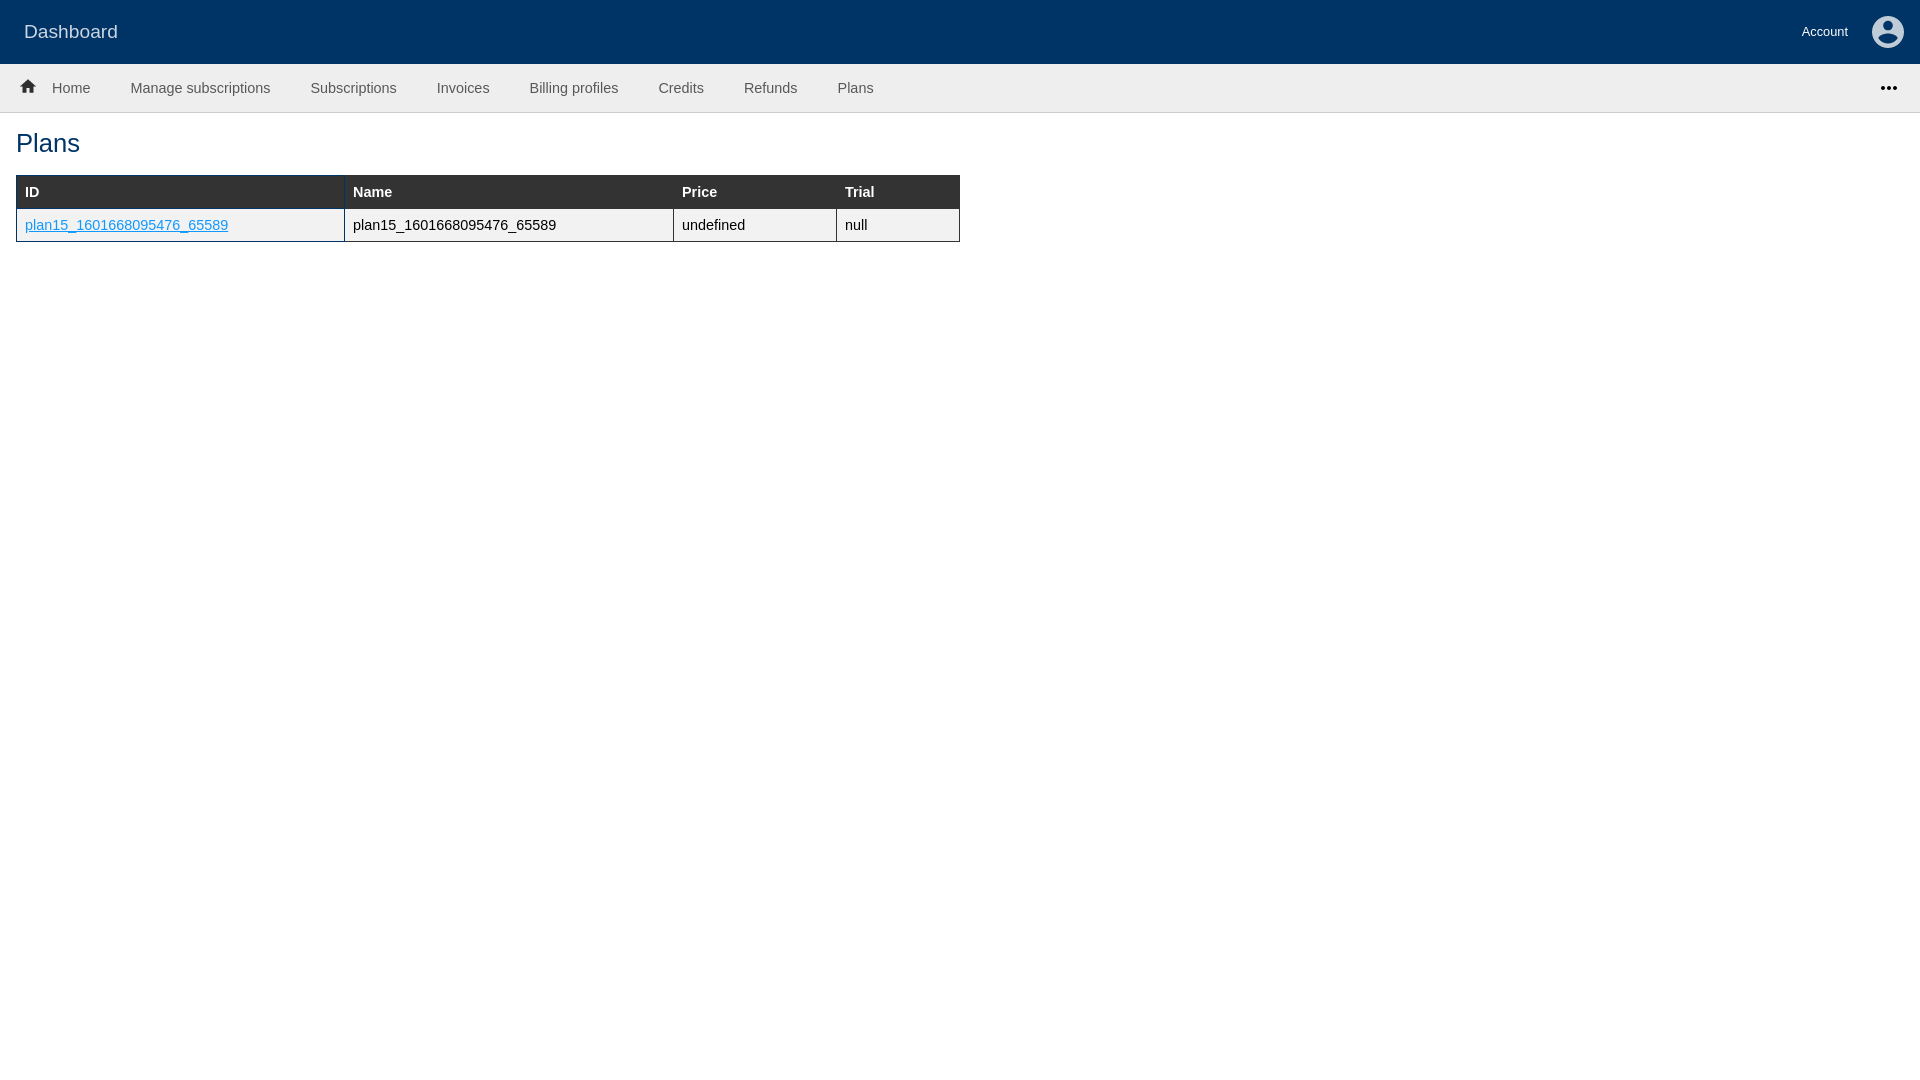 Dashboard
Account
Home Manage subscriptions Subscriptions Invoices Billing profiles Credits Refunds Plans
Plans
ID Name Price Trial
plan15_1601668095476_65589 plan15_1601668095476_65589 undefined null